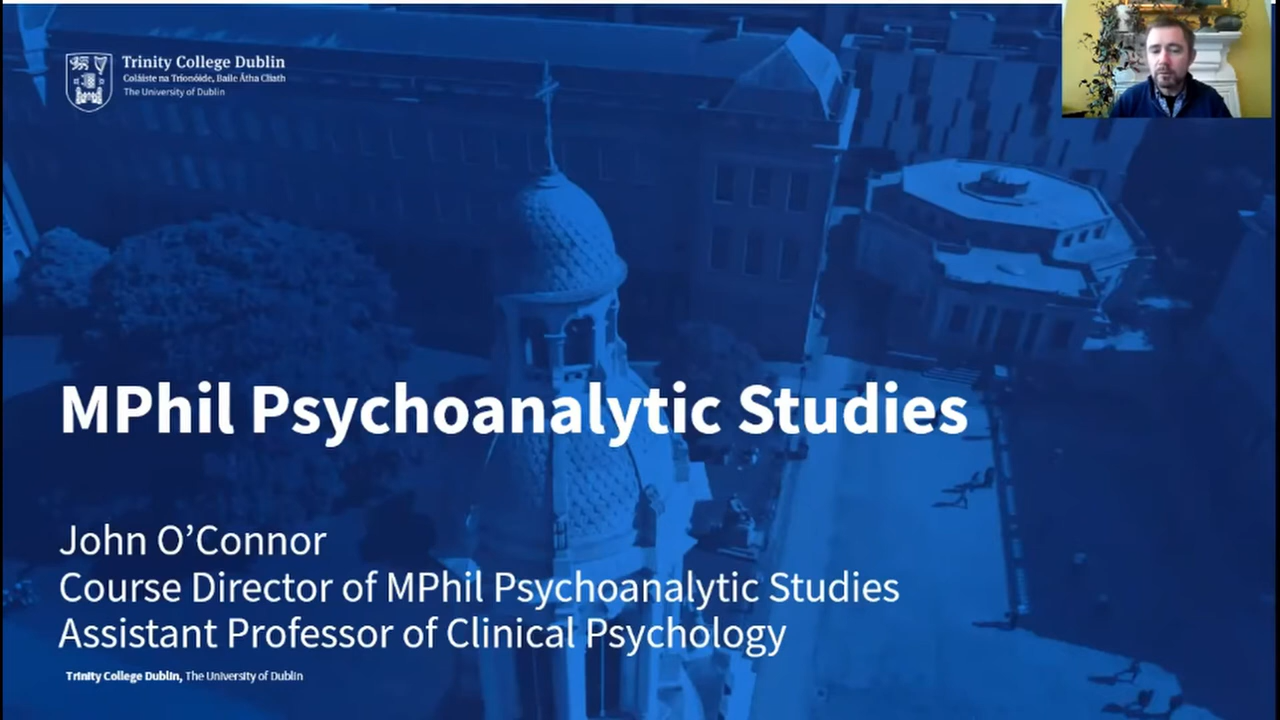 Trinity College Dublin
Coláiste na Tríonóide, Baile Átha Cliath
The University of Dublin
MPhil Psychoanalytic Studies
John O’Connor
Course Director of MPhil Psychoanalytic Studies
Assistant Professor of Clinical Psychology
Trinity College Dublin, The University of Dublin